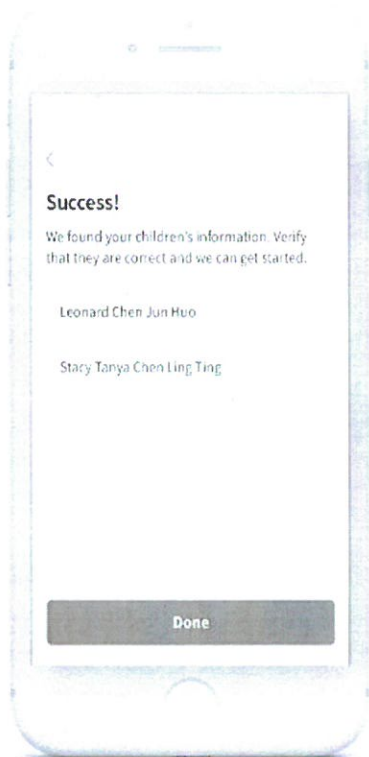 Success!
We found your children's information. Verify
that they are correct and we can get started.
Leonard Chen Jun Huo
Stacy Tanya Chen Ling Ting
Done